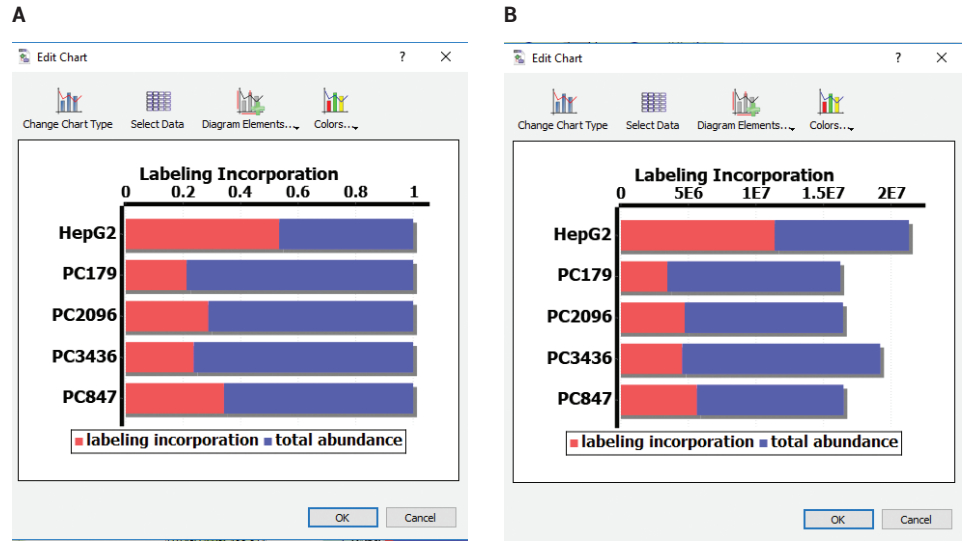 A
Edit Chart ?
Change Chart Type Select Data Diagram Elements... Colors...
Labeling Incorporation
0 0.2 0.4 0.6 0.8 1
HepG2
PC179
PC2096
PC3436
PC847
labeling incorporation total abundance
OK Cancel
B
Edit Chart ?
Change Chart Type Select Data Diagram Elements... Colors...
Labeling Incorporation
0 5E6 1E7 1.5E7 2E7
HepG2
PC179
PC2096
PC3436
PC847
labeling incorporation total abundance
OK Cancel